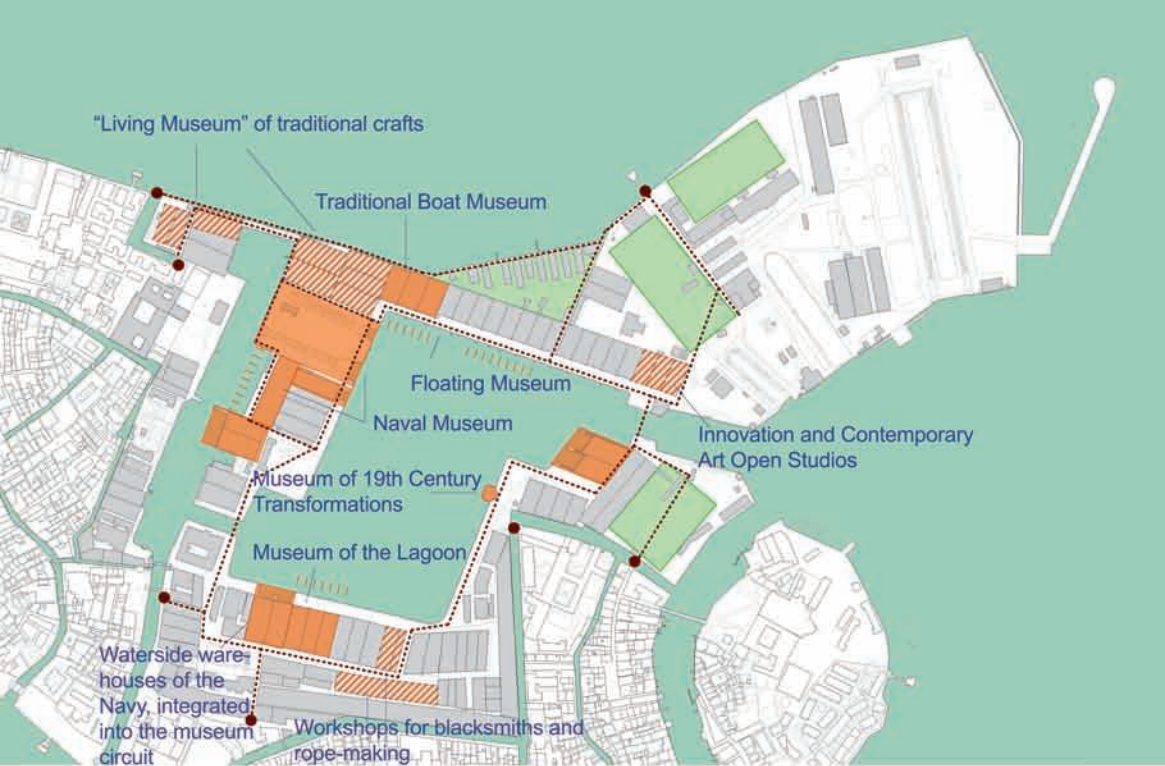 “Living Museum” of traditional crafts
Traditional Boat Museum
Floating Museum
Naval Museum
Innovation and Contemporary
Art Open Studios
Museum of 19th Century
Transformations
Museum of the Lagoon
Waterside ware-
houses of the
Navy, integrated
into the museum
circuit
Workshops for blacksmiths and
rope-making